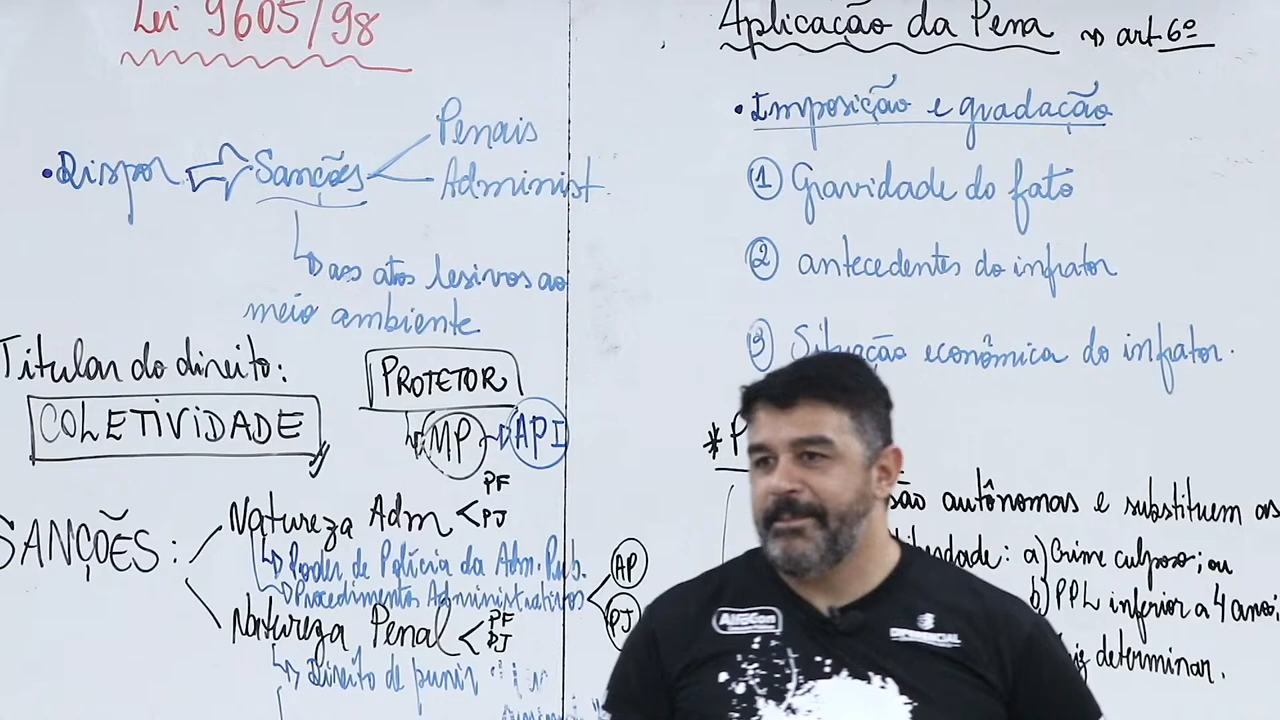 Lei 9605/98
• Dispor Sanções Penais
Administ.
aos atos lesivos ao
meio ambiente
Titular do direito:
COLETIVIDADE
PROTETOR
MP API
SANÇÕES:
Natureza Adm PF
PJ
Poder de Polícia da Adm. Pub.
Procedimentos Administrativos AP
PJ
Natureza Penal PF
PJ
Direito de punir
Aplicação da Pena art. 6º
• Imposição e gradação
1 Gravidade do fato
2 antecedentes do infrator
3 Situação econômica do infrator.
* P
são autônomas e substituem as
a) Crime culposo; ou
b) PPL inferior a 4 anos;
determinar.
AlfaCon